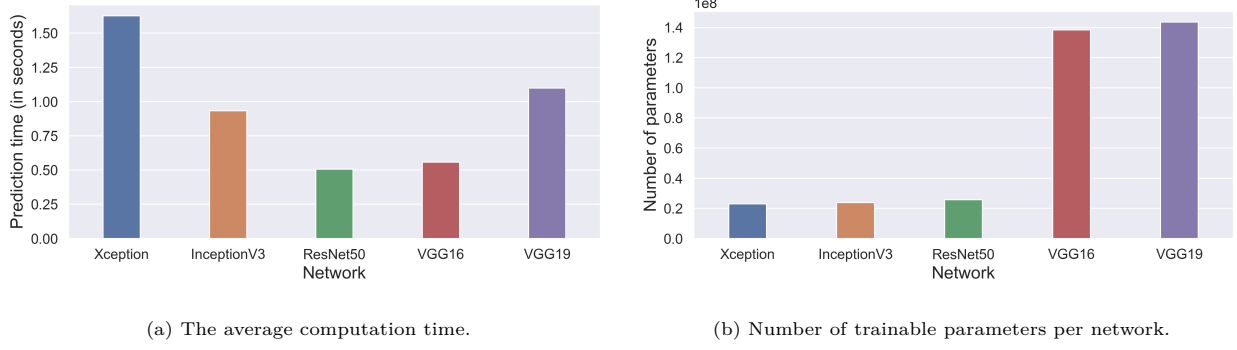 1.50
1.25
1.00
0.75
0.50
0.25
0.00
Prediction time (in seconds)
Xception InceptionV3 ResNet50 VGG16 VGG19
Network
(a) The average computation time.
1e8
1.4
1.2
1.0
0.8
0.6
0.4
0.2
0.0
Number of parameters
Xception InceptionV3 ResNet50 VGG16 VGG19
Network
(b) Number of trainable parameters per network.